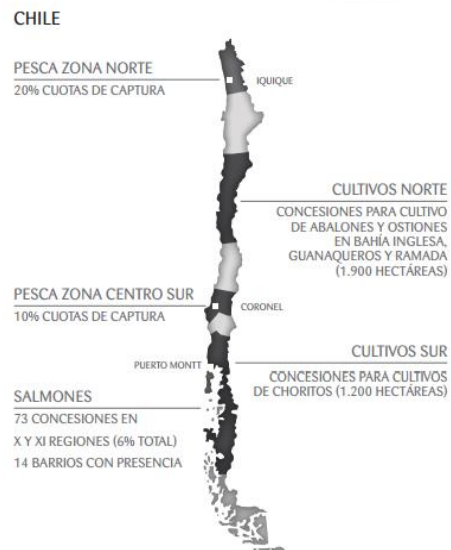 CHILE
PESCA ZONA NORTE
20% CUOTAS DE CAPTURA
IQUIQUE
CULTIVOS NORTE
CONCESIONES PARA CULTIVO
DE ABALONES Y OSTIONES
EN BAHÍA INGLESA,
GUANAQUEROS Y RAMADA
(1.900 HECTÁREAS)
PESCA ZONA CENTRO SUR
10% CUOTAS DE CAPTURA
CORONEL
CULTIVOS SUR
CONCESIONES PARA CULTIVOS
DE CHORITOS (1.200 HECTÁREAS)
PUERTO MONTT
SALMONES
73 CONCESIONES EN
X Y XI REGIONES (6% TOTAL)
14 BARRIOS CON PRESENCIA